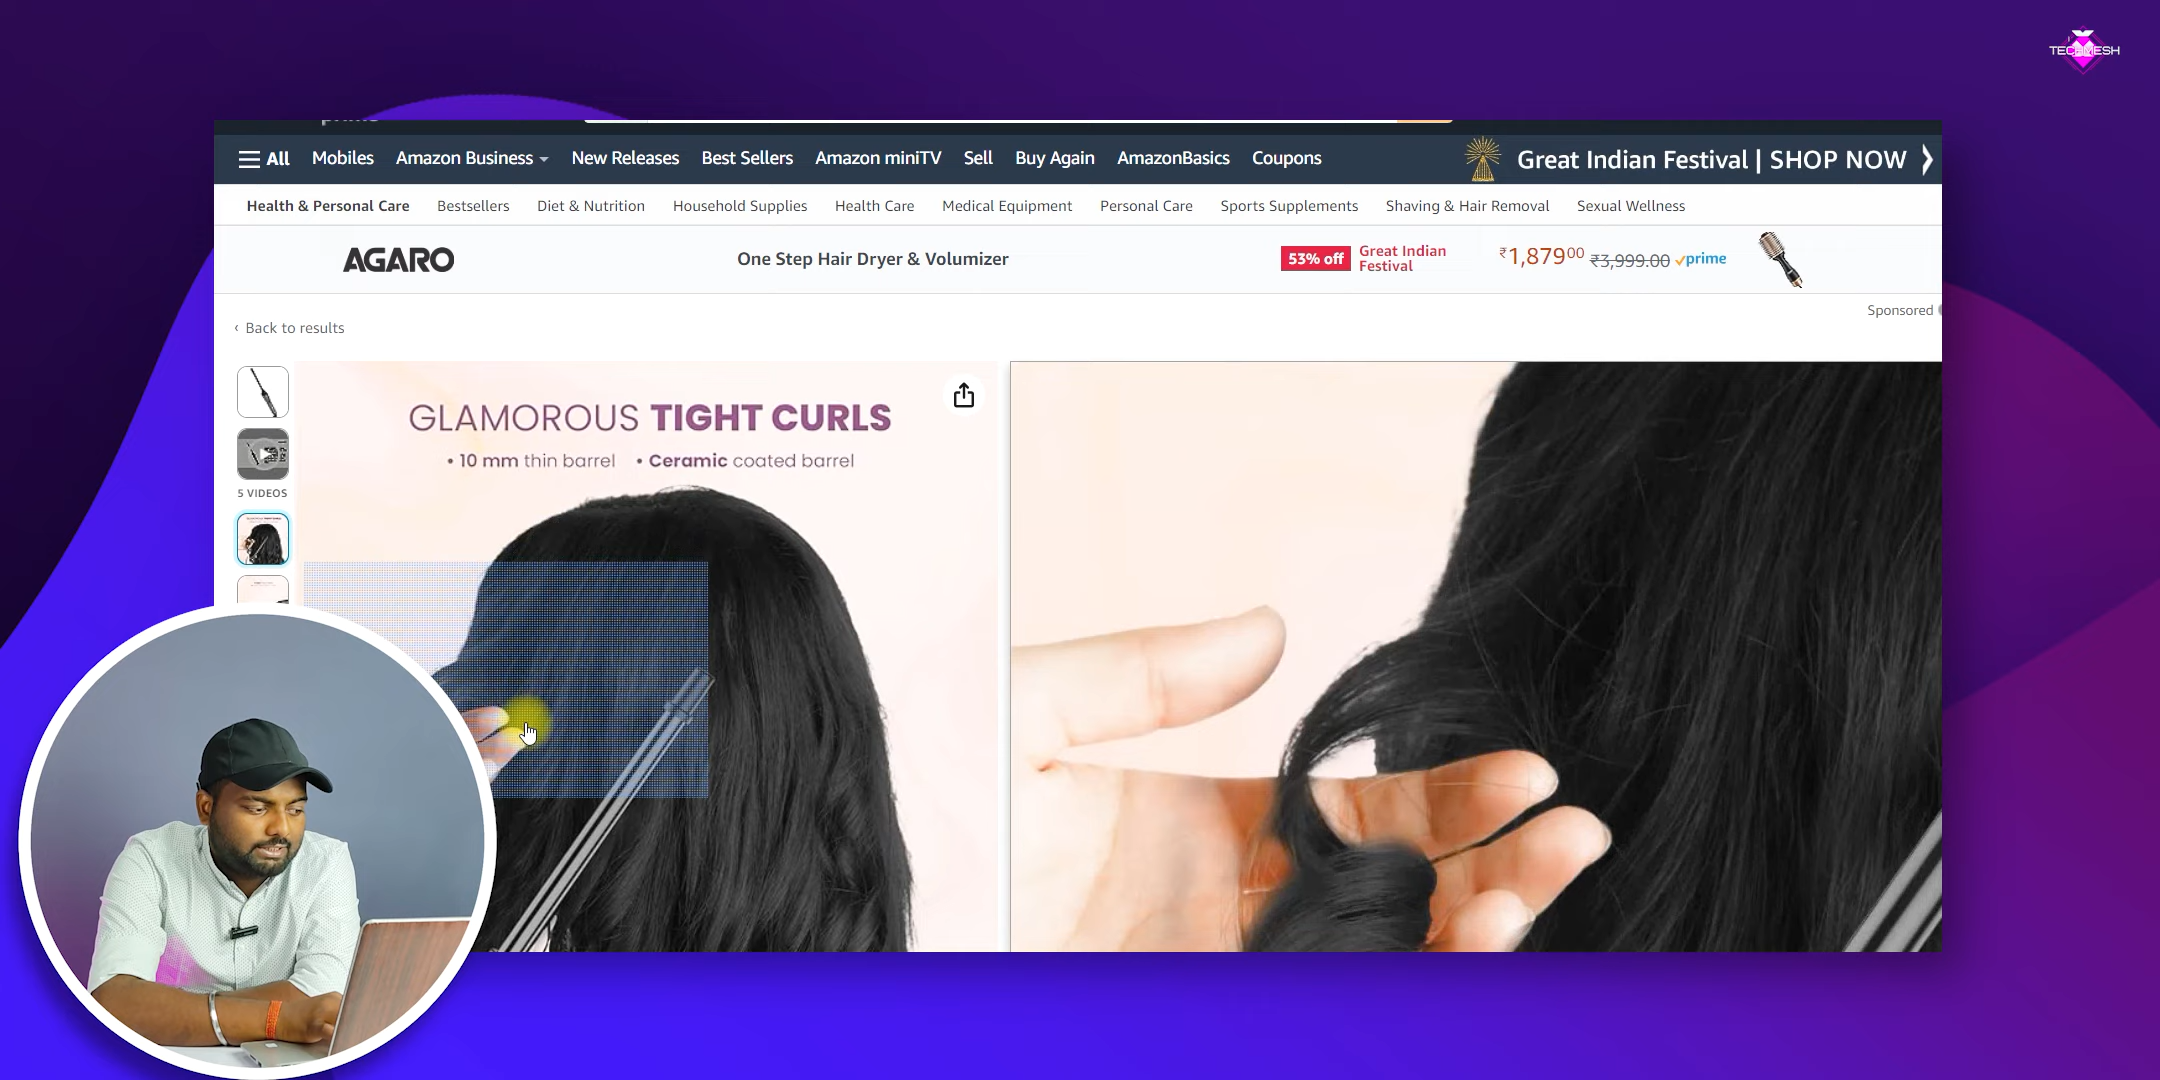 TECHMESH
All Mobiles Amazon Business New Releases Best Sellers Amazon miniTV Sell Buy Again AmazonBasics Coupons Great Indian Festival | SHOP NOW
Health & Personal Care Bestsellers Diet & Nutrition Household Supplies Health Care Medical Equipment Personal Care Sports Supplements Shaving & Hair Removal Sexual Wellness
AGARO One Step Hair Dryer & Volumizer 53% off Great Indian Festival ₹1,87900 ₹3,999.00 prime
Sponsored
‹ Back to results
GLAMOROUS TIGHT CURLS
• 10 mm thin barrel • Ceramic coated barrel
5 VIDEOS